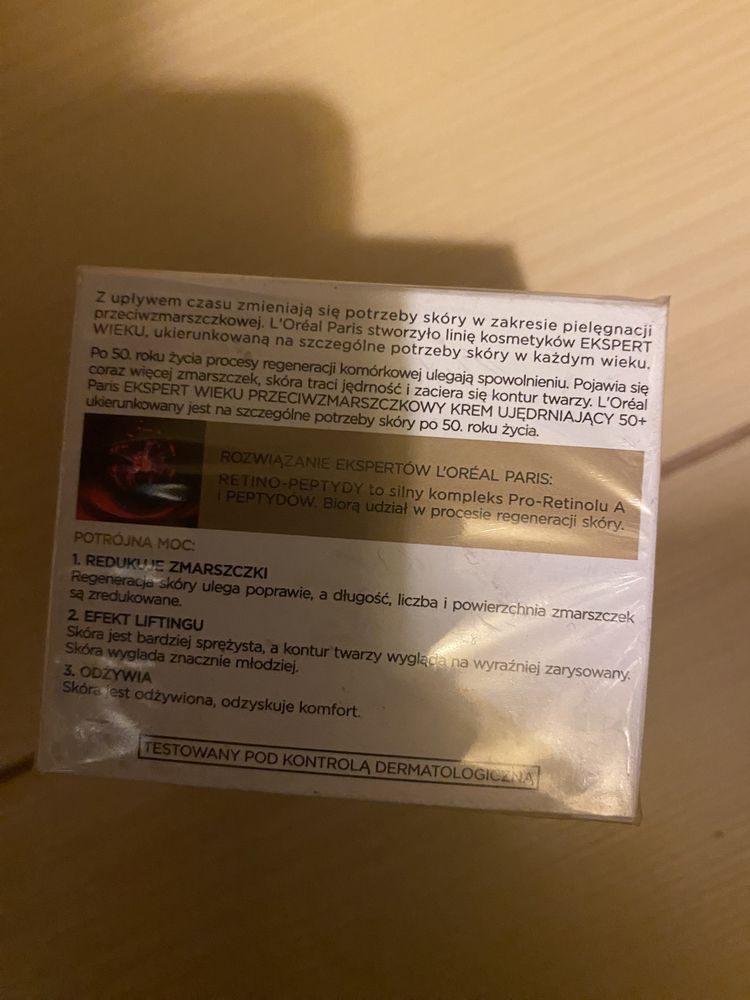 Z upływem czasu zmieniają się potrzeby skóry w zakresie pielęgnacji
przeciwzmarszczkowej. L'Oréal Paris stworzyło linię kosmetyków EKSPERT
WIEKU, ukierunkowaną na szczególne potrzeby skóry w każdym wieku.
Po 50. roku życia procesy regeneracji komórkowej ulegają spowolnieniu. Pojawia się
coraz więcej zmarszczek, skóra traci jędrność i zaciera się kontur twarzy. L'Oréal
Paris EKSPERT WIEKU PRZECIWZMARSZCZKOWY KREM UJĘDRNIAJĄCY 50+
ukierunkowany jest na szczególne potrzeby skóry po 50. roku życia.
ROZWIĄZANIE EKSPERTÓW L'ORÉAL PARIS:
RETINO-PEPTYDY to silny kompleks Pro-Retinolu A
i PEPTYDÓW. Biorą udział w procesie regeneracji skóry.
POTRÓJNA MOC:
1. REDUKUJE ZMARSZCZKI
Regeneracja skóry ulega poprawie, a długość, liczba i powierzchnia zmarszczek
są zredukowane.
2. EFEKT LIFTINGU
Skóra jest bardziej sprężysta, a kontur twarzy wygląda na wyraźniej zarysowany.
Skóra wygląda znacznie młodziej.
3. ODŻYWIA
Skóra jest odżywiona, odzyskuje komfort.
TESTOWANY POD KONTROLĄ DERMATOLOGICZNĄ